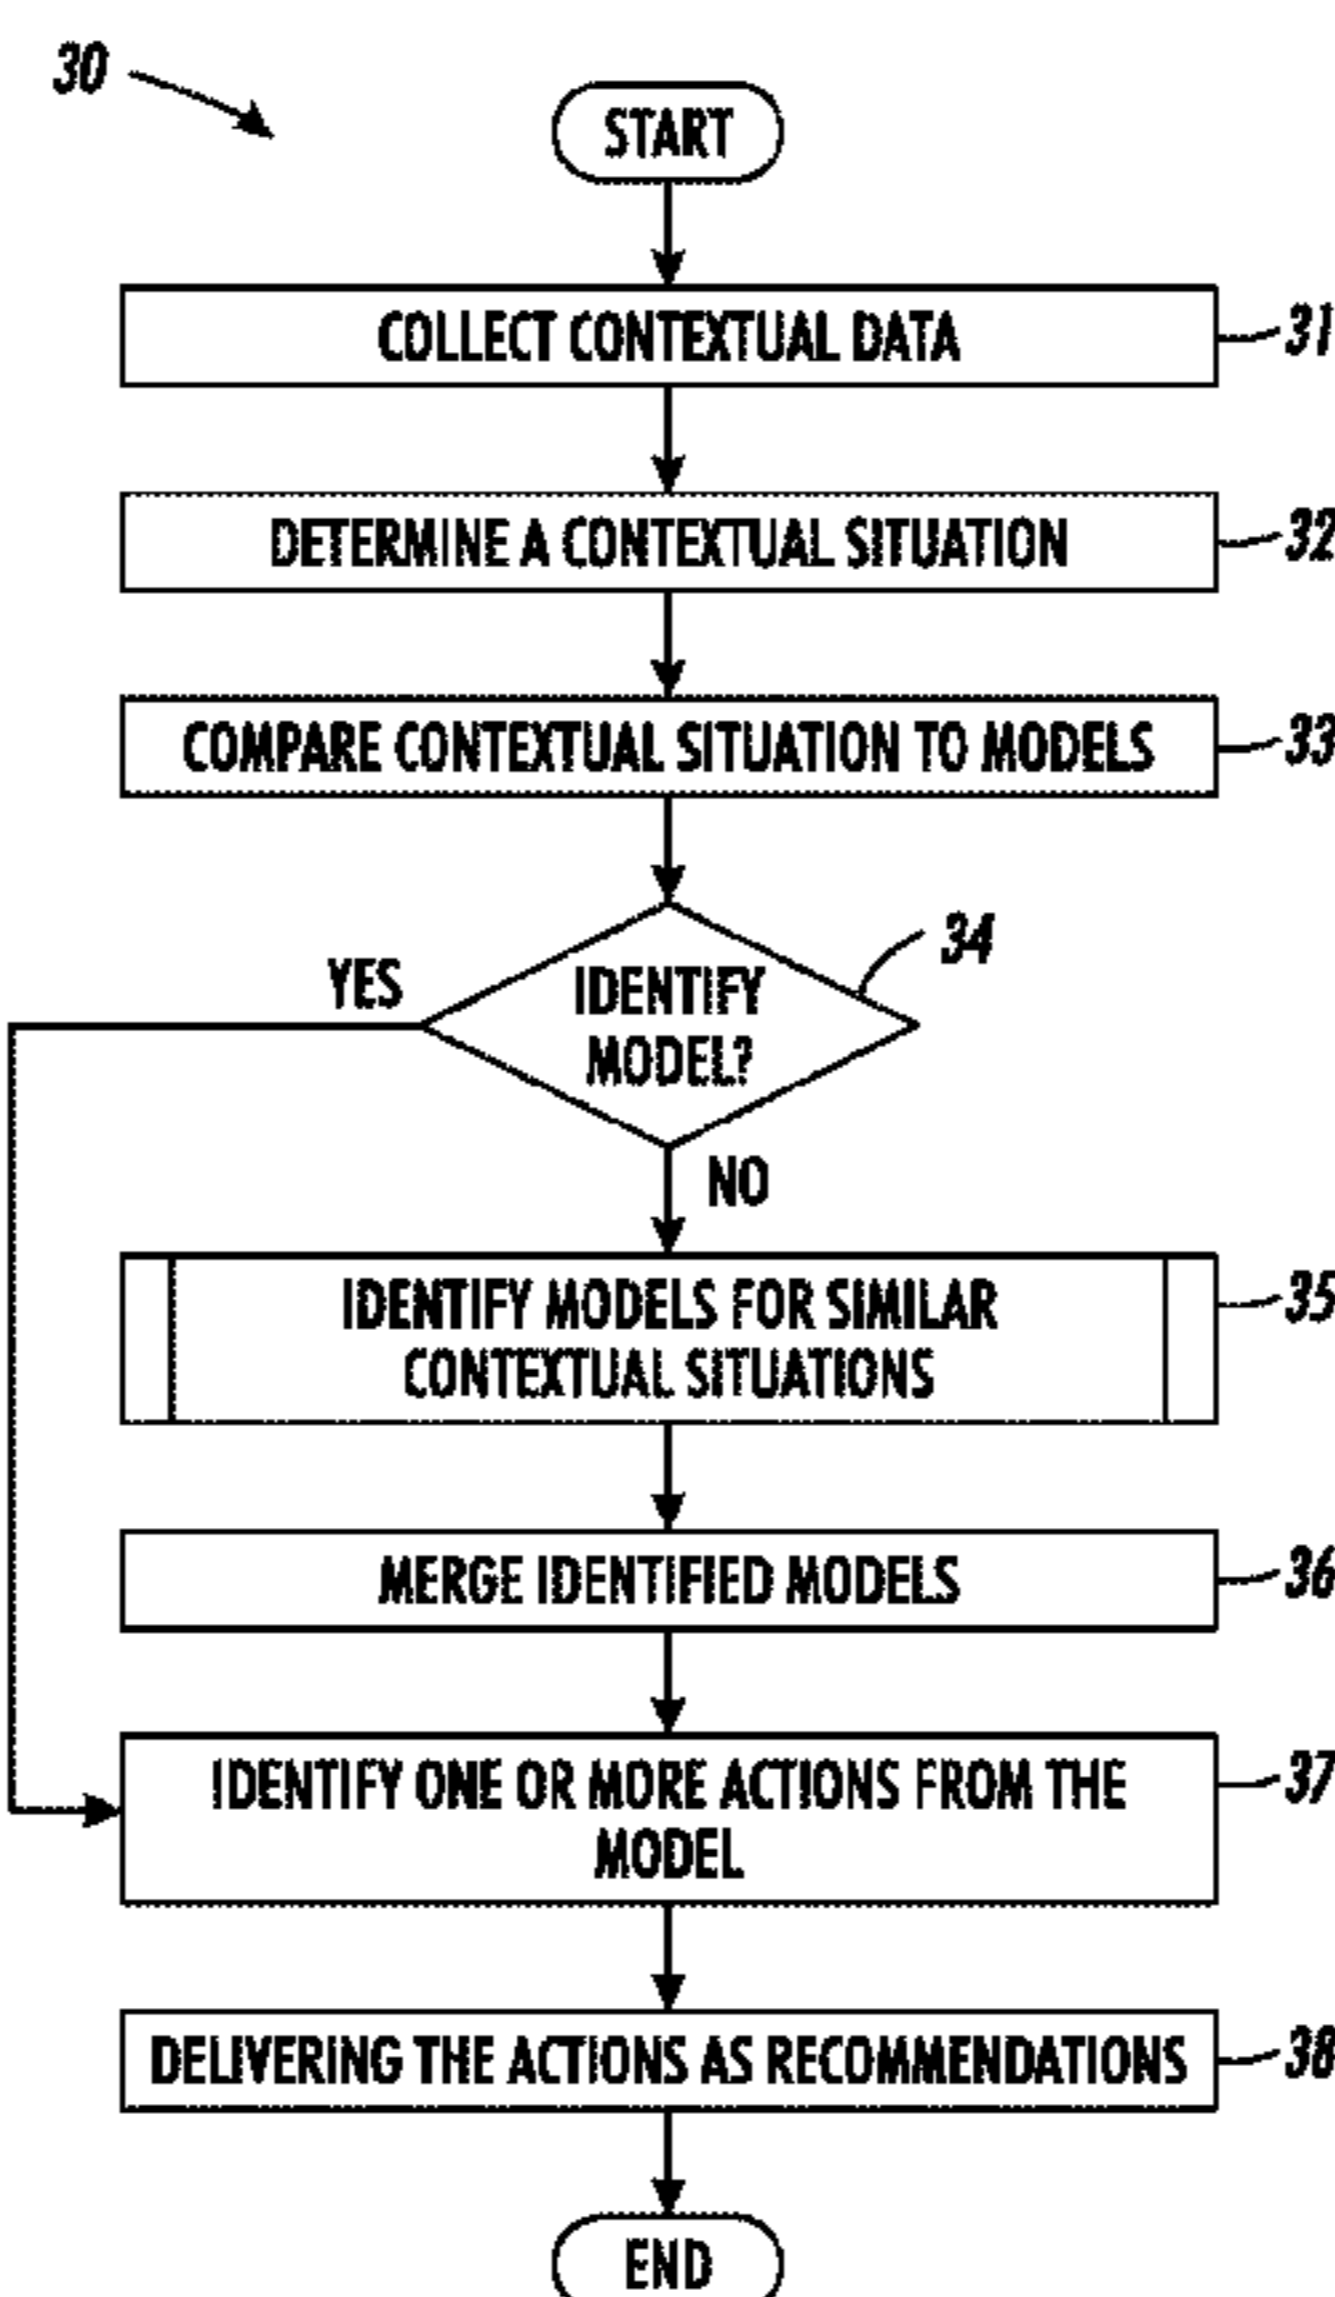 30
START
COLLECT CONTEXTUAL DATA
31
DETERMINE A CONTEXTUAL SITUATION
32
COMPARE CONTEXTUAL SITUATION TO MODELS
33
34
YES
IDENTIFY
MODEL?
NO
IDENTIFY MODELS FOR SIMILAR
CONTEXTUAL SITUATIONS
35
MERGE IDENTIFIED MODELS
36
IDENTIFY ONE OR MORE ACTIONS FROM THE
MODEL
37
DELIVERING THE ACTIONS AS RECOMMENDATIONS
38
END